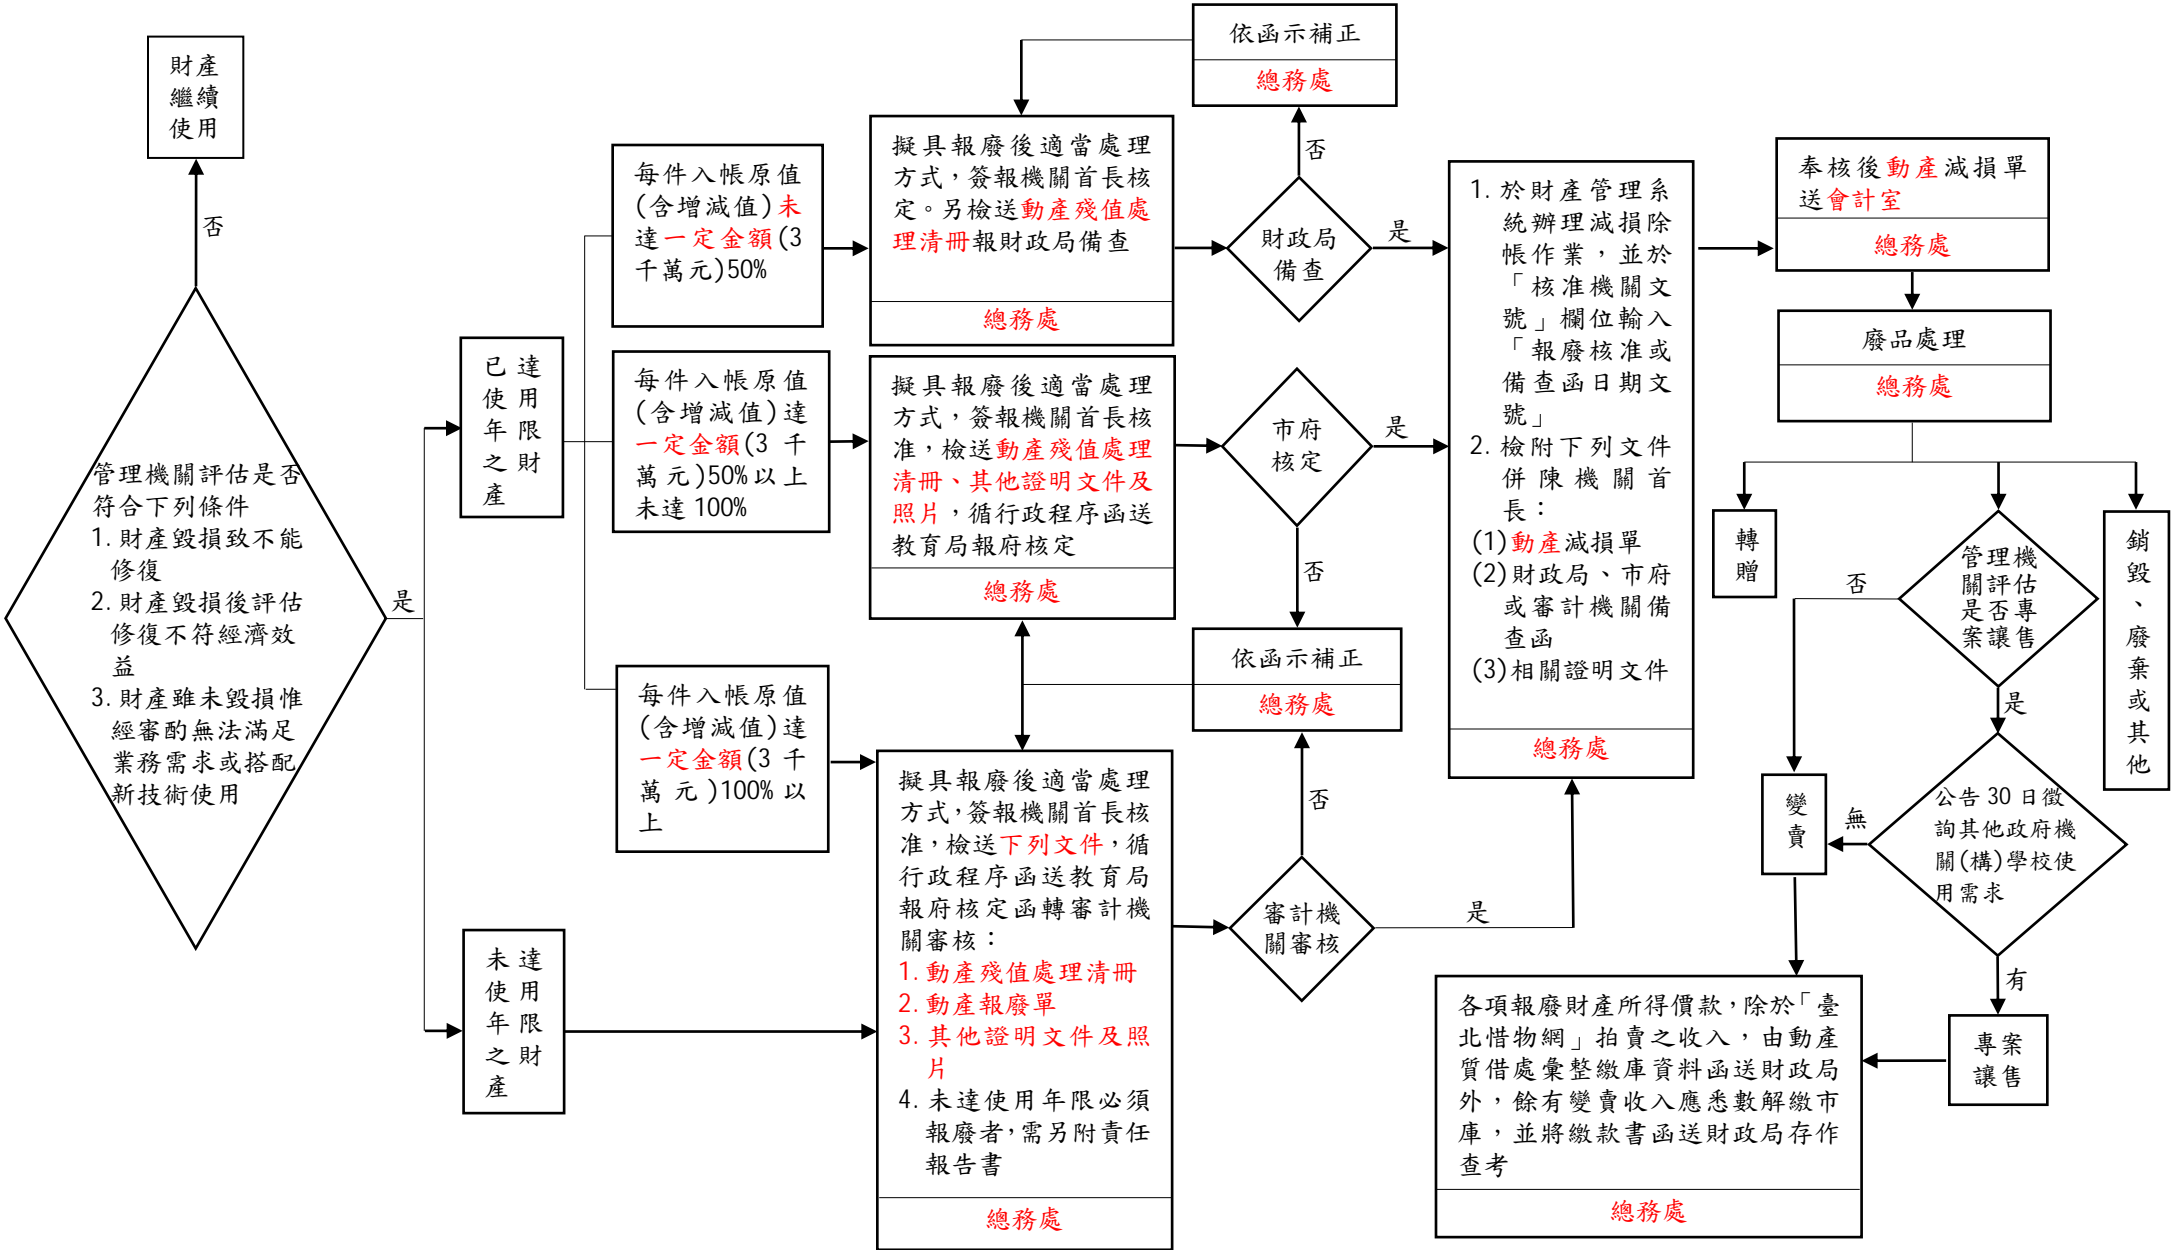 財產
繼續
使用
否
管理機關評估是否
符合下列條件
1. 財產毀損致不能
修復
2. 財產毀損後評估
修復不符經濟效
益
3. 財產雖未毀損惟
經審酌無法滿足
業務需求或搭配
新技術使用
是
已達
使用
年限
之財
產
未達
使用
年限
之財
產
每件入帳原值
(含增減值)未
達一定金額(3
千萬元)50%
每件入帳原值
(含增減值)達
一定金額(3 千
萬元)50%以上
未達 100%
每件入帳原值
(含增減值)達
一定金額(3 千
萬元)100%以
上
擬具報廢後適當處理
方式，簽報機關首長核
定。另檢送動產殘值處
理清冊報財政局備查
總務處
擬具報廢後適當處理
方式，簽報機關首長核
准，檢送動產殘值處理
清冊、其他證明文件及
照片，循行政程序函送
教育局報府核定
總務處
擬具報廢後適當處理
方式，簽報機關首長核
准，檢送下列文件，循
行政程序函送教育局
報府核定函轉審計機
關審核：
1. 動產殘值處理清冊
2. 動產報廢單
3. 其他證明文件及照
片
4. 未達使用年限必須
報廢者，需另附責任
報告書
總務處
依函示補正
總務處
否
財政局
備查
是
市府
核定
是
否
依函示補正
總務處
否
審計機
關審核
是
1. 於財產管理系
統辦理減損除
帳作業，並於
「核准機關文
號」欄位輸入
「報廢核准或
備查函日期文
號」
2. 檢附下列文件
併陳機關首
長：
(1)動產減損單
(2)財政局、市府
或審計機關備
查函
(3)相關證明文件
總務處
奉核後動產減損單
送會計室
總務處
廢品處理
總務處
轉
贈
管理機
關評估
是否專
案讓售
否
是
銷
毀
、
廢
棄
或
其
他
變
賣
無
公告 30 日徵
詢其他政府機
關(構)學校使
用需求
有
專案
讓售
各項報廢財產所得價款，除於「臺
北惜物網」拍賣之收入，由動產
質借處彙整繳庫資料函送財政局
外，餘有變賣收入應悉數解繳市
庫，並將繳款書函送財政局存作
查考
總務處